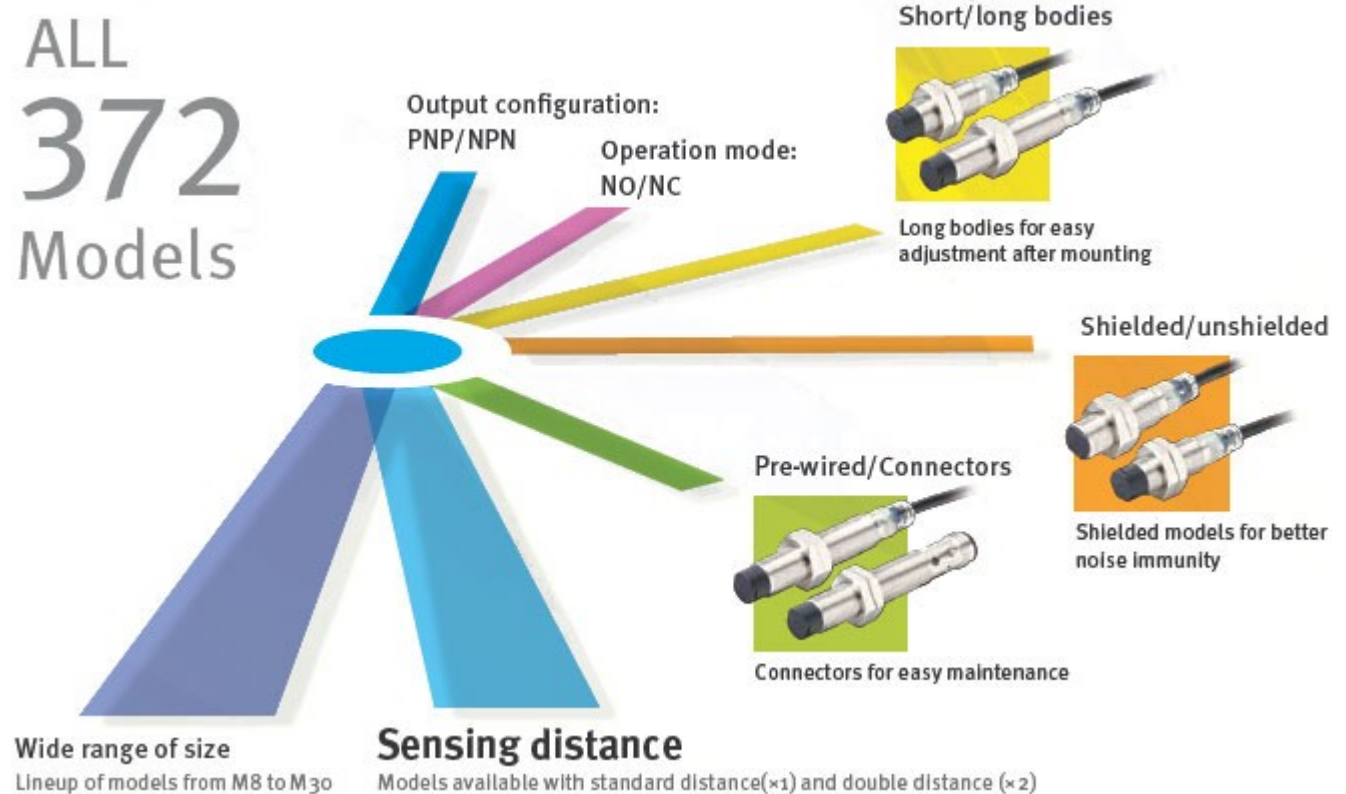 ALL
372
Models
Output configuration:
PNP/NPN
Operation mode:
NO/NC
Short/long bodies
Long bodies for easy
adjustment after mounting
Shielded/unshielded
Shielded models for better
noise immunity
Pre-wired/Connectors
Connectors for easy maintenance
Wide range of size
Lineup of models from M8 to M30
Sensing distance
Models available with standard distance(×1) and double distance (×2)